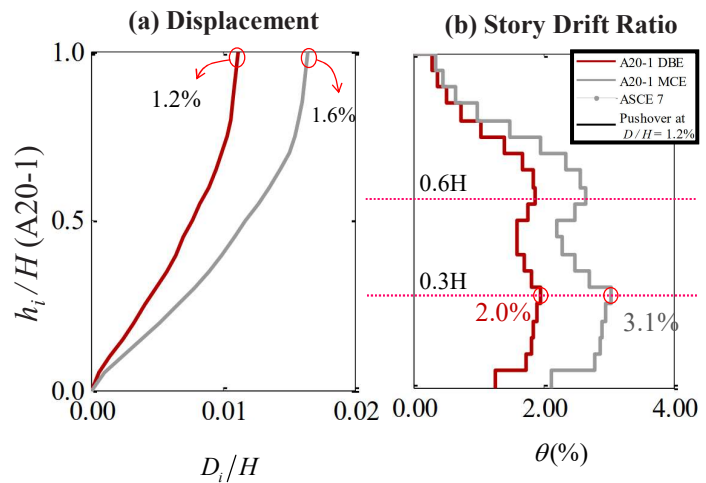 (a) Displacement
(b) Story Drift Ratio
h_i/H (A20-1)
1.0
0.5
0.0
1.2%
1.6%
0.00
0.01
0.02
D_i/H
A20-1 DBE
A20-1 MCE
ASCE 7
Pushover at
D/H = 1.2%
0.6H
0.3H
2.0%
3.1%
0.00
2.00
4.00
θ(%)